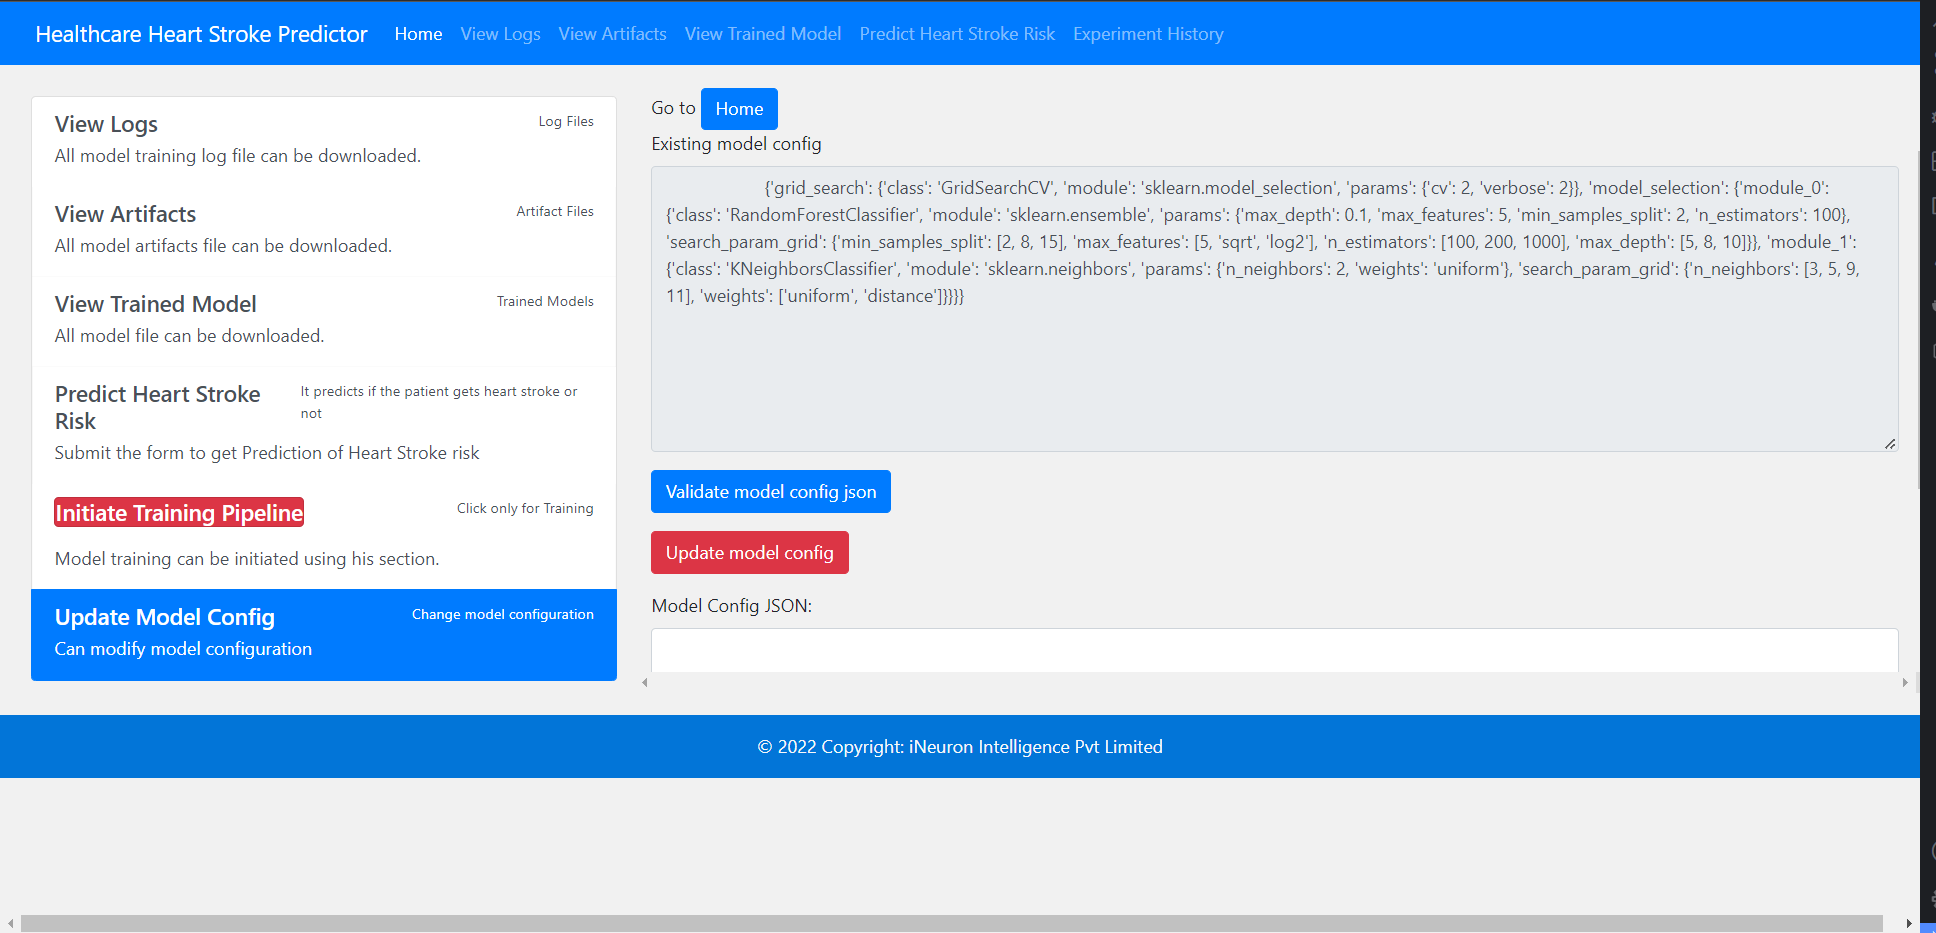 Healthcare Heart Stroke Predictor Home View Logs View Artifacts View Trained Model Predict Heart Stroke Risk Experiment History
View Logs Log Files
All model training log file can be downloaded.
View Artifacts Artifact Files
All model artifacts file can be downloaded.
View Trained Model Trained Models
All model file can be downloaded.
Predict Heart Stroke Risk
It predicts if the patient gets heart stroke or
not
Submit the form to get Prediction of Heart Stroke risk
Initiate Training Pipeline Click only for Training
Model training can be initiated using his section.
Update Model Config Change model configuration
Can modify model configuration
Go to Home
Existing model config
{'grid_search': {'class': 'GridSearchCV', 'module': 'sklearn.model_selection', 'params': {'cv': 2, 'verbose': 2}}, 'model_selection': {'module_0':
{'class': 'RandomForestClassifier', 'module': 'sklearn.ensemble', 'params': {'max_depth': 0.1, 'max_features': 5, 'min_samples_split': 2, 'n_estimators': 100},
'search_param_grid': {'min_samples_split': [2, 8, 15], 'max_features': [5, 'sqrt', 'log2'], 'n_estimators': [100, 200, 1000], 'max_depth': [5, 8, 10]}}, 'module_1':
{'class': 'KNeighborsClassifier', 'module': 'sklearn.neighbors', 'params': {'n_neighbors': 2, 'weights': 'uniform'}, 'search_param_grid': {'n_neighbors': [3, 5, 9,
11], 'weights': ['uniform', 'distance']}}}}
Validate model config json
Update model config
Model Config JSON:
© 2022 Copyright: iNeuron Intelligence Pvt Limited